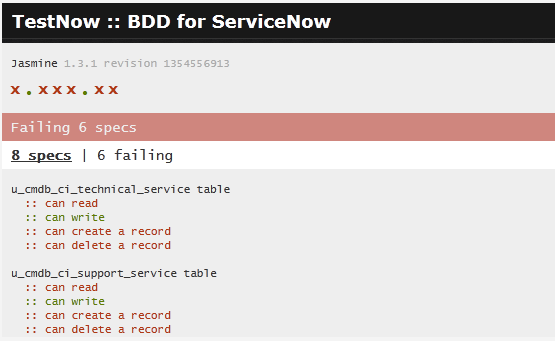 TestNow :: BDD for ServiceNow
Jasmine 1.3.1 revision 1354556913
x.xxx.xx
Failing 6 specs
8 specs | 6 failing
u_cmdb_ci_technical_service table
:: can read
:: can write
:: can create a record
:: can delete a record
u_cmdb_ci_support_service table
:: can read
:: can write
:: can create a record
:: can delete a record